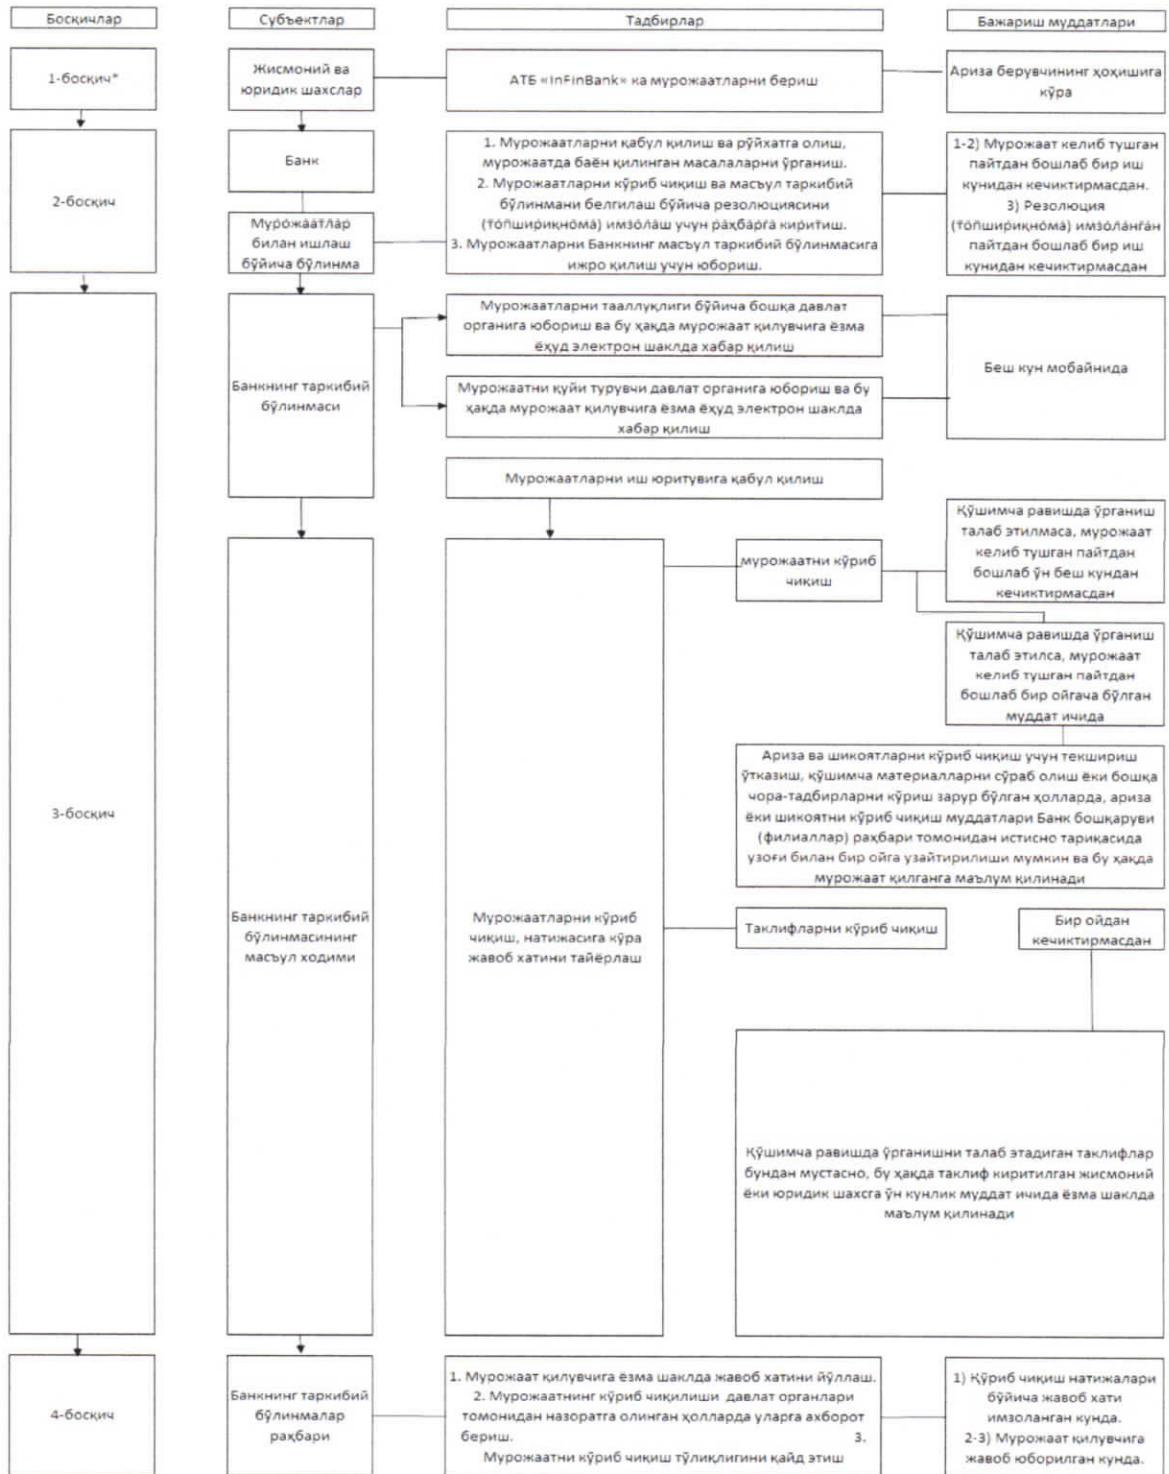 Босқичлар
Субъектлар
Тадбирлар
Бажариш муддатлари
1-босқич*
Жисмоний ва
юридик шахслар
АТБ «InFinBank» ка мурожаатларни бериш
Ариза берувчининг ҳоҳишига
кўра
2-босқич
Банк
Мурожаатлар
билан ишлаш
бўйича бўлинма
1. Мурожаатларни қабул қилиш ва рўйхатга олиш,
мурожаатда баён қилинган масалаларни ўрганиш.
2. Мурожаатларни кўриб чиқиш ва масъул таркибий
бўлинмани белгилаш бўйича резолюциясини
(топшириқнома) имзолаш учун раҳбарга киритиш.
3. Мурожаатларни Банкнинг масъул таркибий бўлинмасига
ижро қилиш учун юбориш.
1-2) Мурожаат келиб тушган
пайтдан бошлаб бир иш
кунидан кечиктирмасдан.
3) Резолюция
(топшириқнома) имзоланган
пайтдан бошлаб бир иш
кунидан кечиктирмасдан
3-босқич
Банкнинг таркибий
бўлинмаси
Мурожаатларни тааллуқлиги бўйича бошқа давлат
органига юбориш ва бу ҳақда мурожаат қилувчига ёзма
ёҳуд электрон шаклда хабар қилиш
Мурожаатни қуйи турувчи давлат органига юбориш ва бу
ҳақда мурожаат қилувчига ёзма ёҳуд электрон шаклда
хабар қилиш
Беш кун мобайнида
Мурожаатларни иш юритувига қабул қилиш
Банкнинг таркибий
бўлинмасининг
масъул ходими
Мурожаатларни кўриб
чиқиш, натижасига кўра
жавоб хатини тайёрлаш
мурожаатни кўриб
чиқиш
Қўшимча равишда ўрганиш
талаб этилмаса, мурожаат
келиб тушган пайтдан
бошлаб ўн беш кундан
кечиктирмасдан
Қўшимча равишда ўрганиш
талаб этилса, мурожаат
келиб тушган пайтдан
бошлаб бир ойгача бўлган
муддат ичида
Ариза ва шикоятларни кўриб чиқиш учун текшириш
ўтказиш, қўшимча материалларни сўраб олиш ёки бошқа
чора-тадбирларни кўриш зарур бўлган ҳолларда, ариза
ёки шикоятни кўриб чиқиш муддатлари Банк бошқаруви
(филиаллар) раҳбари томонидан истисно тариқасида
узоғи билан бир ойга узайтирилиши мумкин ва бу ҳақда
мурожаат қилганга маълум қилинади
Таклифларни кўриб чиқиш
Бир ойдан
кечиктирмасдан
Қўшимча равишда ўрганишни талаб этадиган таклифлар
бундан мустасно, бу ҳақда таклиф киритилган жисмоний
ёки юридик шахсга ўн кунлик муддат ичида ёзма шаклда
маълум қилинади
4-босқич
Банкнинг таркибий
бўлинмалар
раҳбари
1. Мурожаат қилувчига ёзма шаклда жавоб хатини йўллаш.
2. Мурожаатнинг кўриб чиқилиши давлат органлари
томонидан назоратга олинган ҳолларда уларга ахборот
бериш. 3.
Мурожаатни кўриб чиқиш тўлиқлигини қайд этиш
1) Кўриб чиқиш натижалари
бўйича жавоб хати
имзоланган кунда.
2-3) Мурожаат қилувчига
жавоб юборилган кунда.